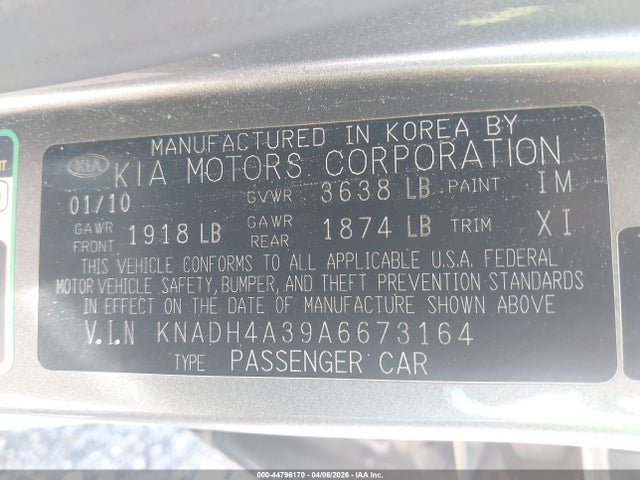 MANUFACTURED IN KOREA BY
KIA KIA MOTORS CORPORATION
01/10 GVWR 3638 LB PAINT IM
GAWR FRONT 1918 LB GAWR REAR 1874 LB TRIM XI
THIS VEHICLE CONFORMS TO ALL APPLICABLE U.S.A. FEDERAL
MOTOR VEHICLE SAFETY, BUMPER, AND THEFT PREVENTION STANDARDS
IN EFFECT ON THE DATE OF MANUFACTURE SHOWN ABOVE
V.I.N KNADH4A39A6673164
TYPE PASSENGER CAR
000-44796170 04/06/2026 - IAAI.COM